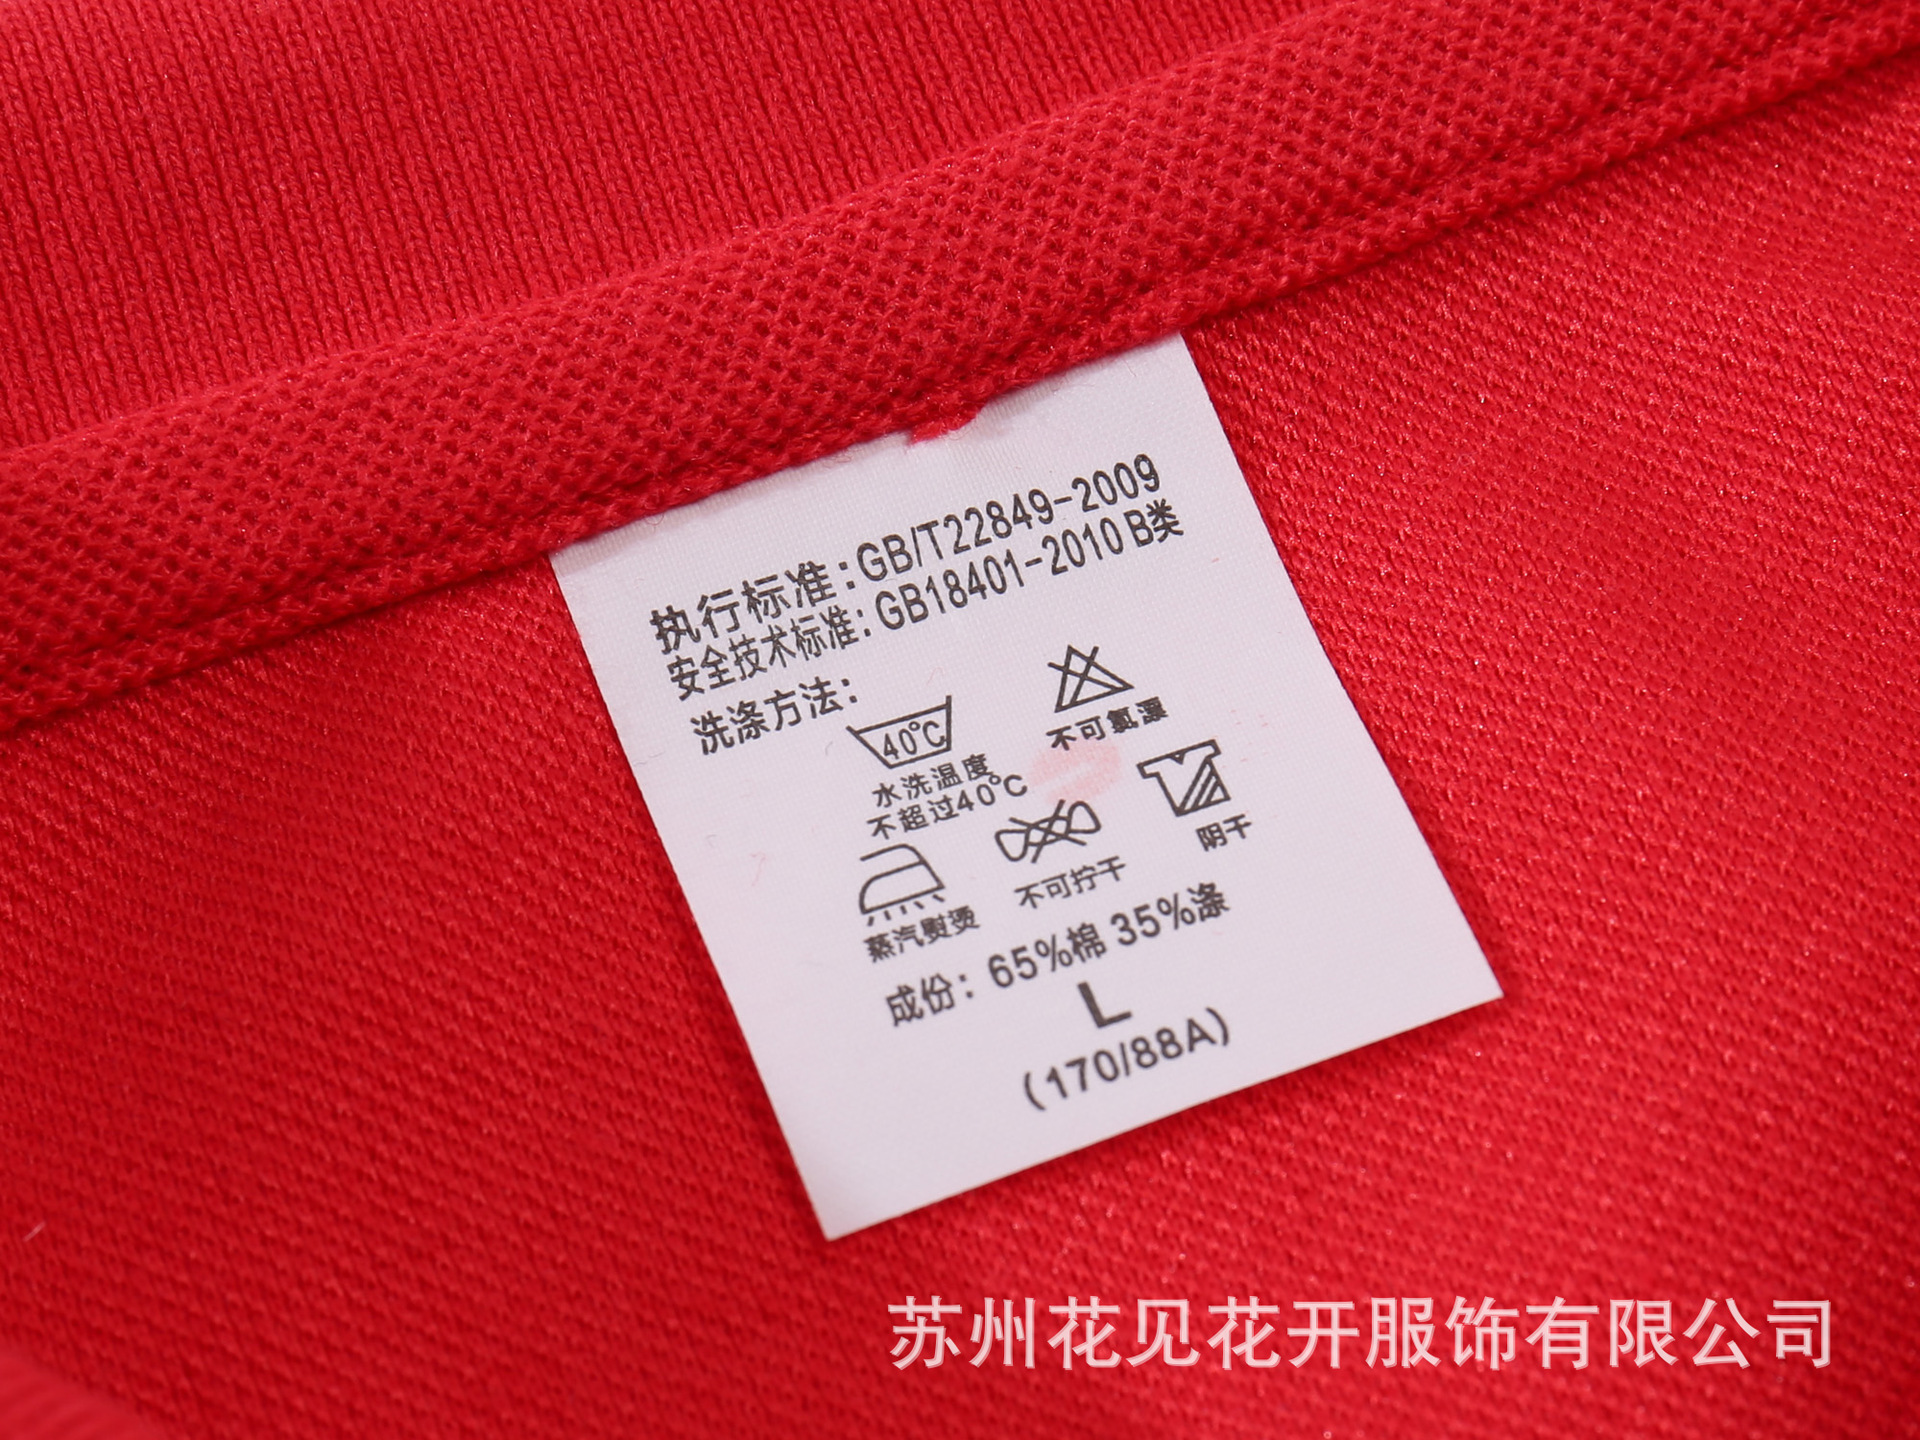 执行标准:GB/T22849-2009
安全技术标准:GB18401-2010 B类
洗涤方法:
40℃
水洗温度
不超过40℃
不可氯漂
蒸汽熨烫
不可拧干
阴干
成份: 65%棉 35%涤
L
(170/88A)
苏州花见花开服饰有限公司